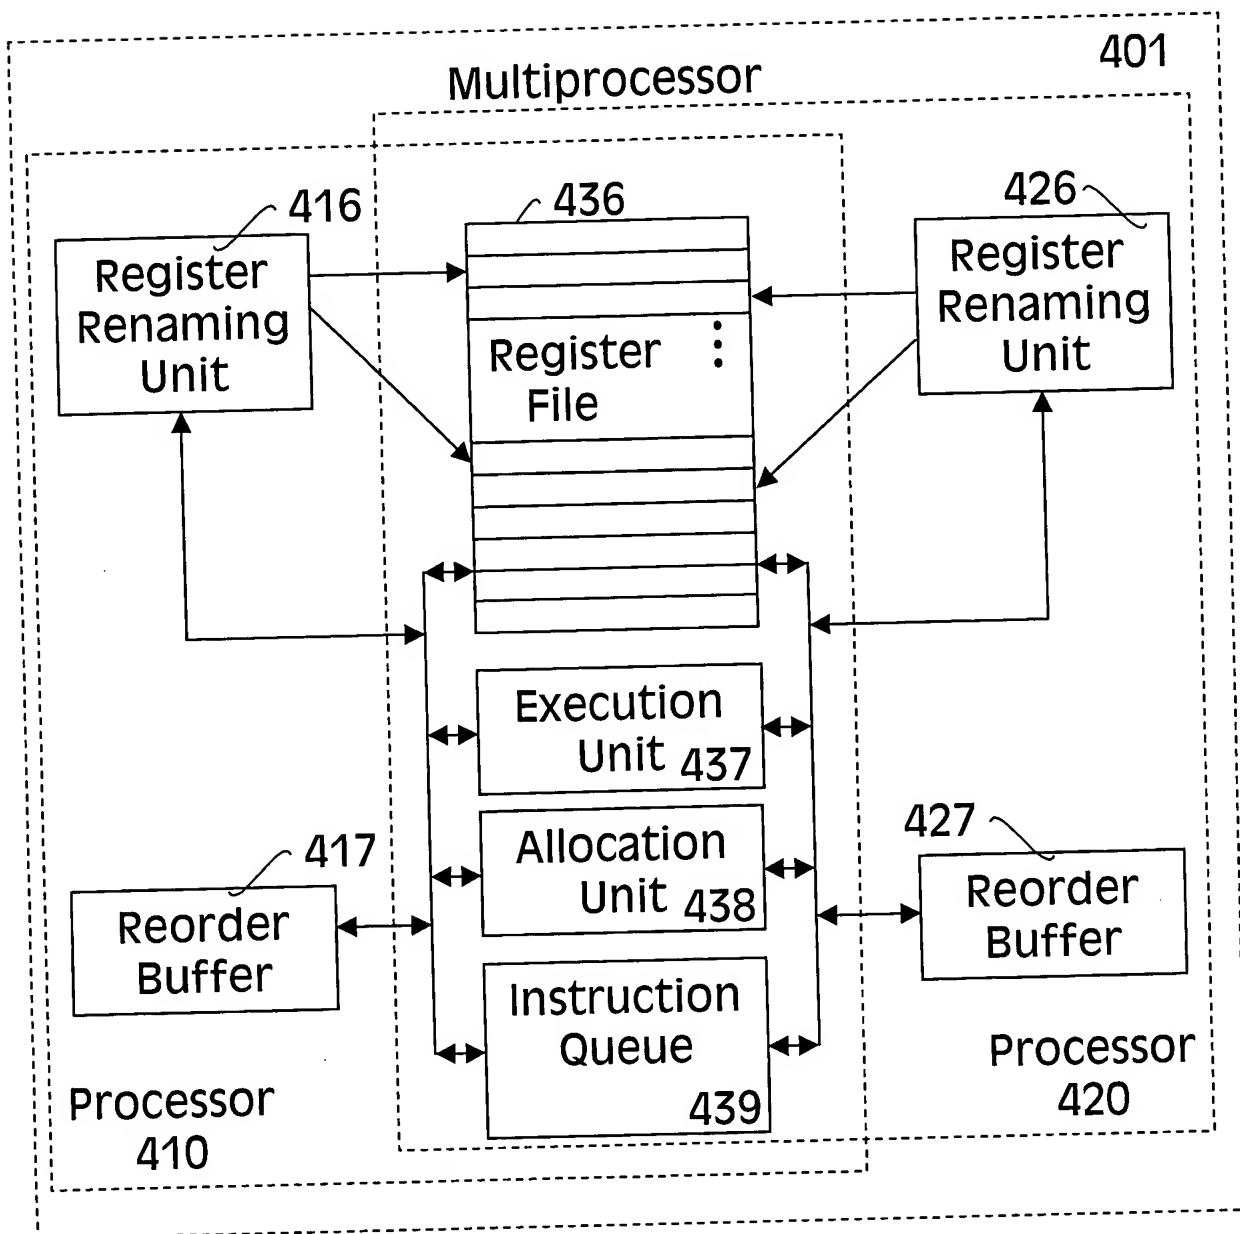 401
Multiprocessor
416
436
426
Register
Renaming
Unit
Register
File
Register
Renaming
Unit
Execution
Unit 437
417
Reorder
Buffer
Allocation
Unit 438
427
Reorder
Buffer
Instruction
Queue
439
Processor
410
Processor
420